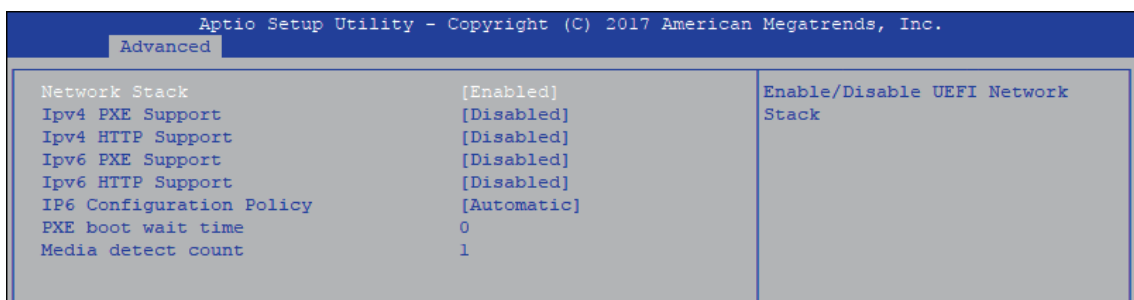 Aptio Setup Utility - Copyright (C) 2017 American Megatrends, Inc.
Advanced
Network Stack [Enabled]
Ipv4 PXE Support [Disabled]
Ipv4 HTTP Support [Disabled]
Ipv6 PXE Support [Disabled]
Ipv6 HTTP Support [Disabled]
IP6 Configuration Policy [Automatic]
PXE boot wait time 0
Media detect count 1
Enable/Disable UEFI Network
Stack